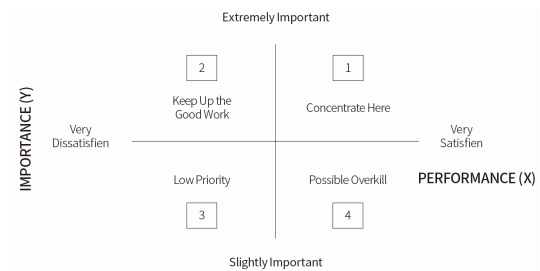 Extremely Important
2
1
Keep Up the
Good Work
Concentrate Here
IMPORTANCE (Y)
Very
Dissatisfien
Very
Satisfien
Low Priority
Possible Overkill
PERFORMANCE (X)
3
4
Slightly Important